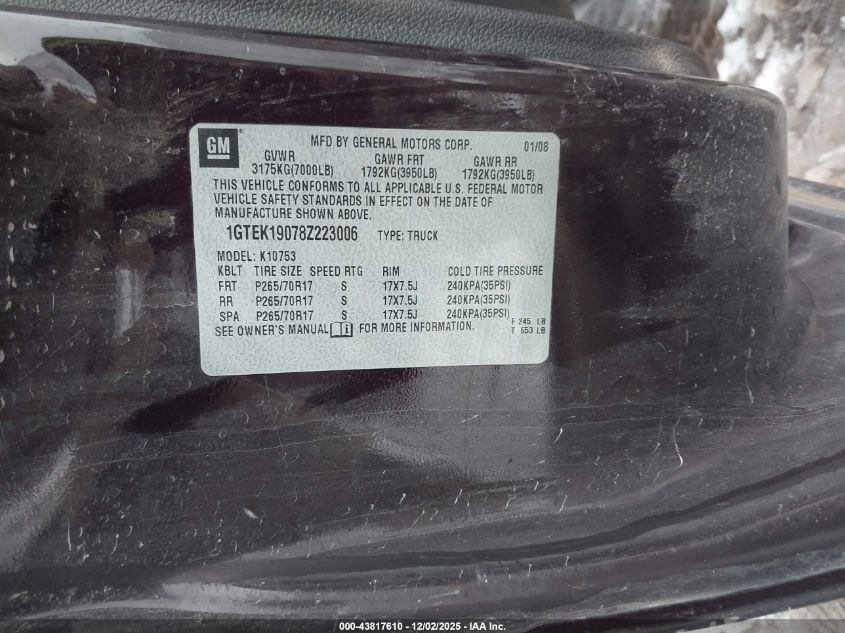 GM
MFD BY GENERAL MOTORS CORP. 01/08
GVWR GAWR FRT GAWR RR
3175KG(7000LB) 1792KG(3950LB) 1792KG(3950LB)
THIS VEHICLE CONFORMS TO ALL APPLICABLE U.S. FEDERAL MOTOR
VEHICLE SAFETY STANDARDS IN EFFECT ON THE DATE OF
MANUFACTURE SHOWN ABOVE.
1GTEK19078Z223006 TYPE: TRUCK
MODEL: K10753
KBLT TIRE SIZE SPEED RTG RIM COLD TIRE PRESSURE
FRT P265/70R17 S 17X7.5J 240KPA(35PSI)
RR P265/70R17 S 17X7.5J 240KPA(35PSI)
SPA P265/70R17 S 17X7.5J 240KPA(35PSI)
SEE OWNER'S MANUAL FOR MORE INFORMATION.
F 245 LB
T 653 LB
000-43817610 - 12/02/2025 - IAA Inc.